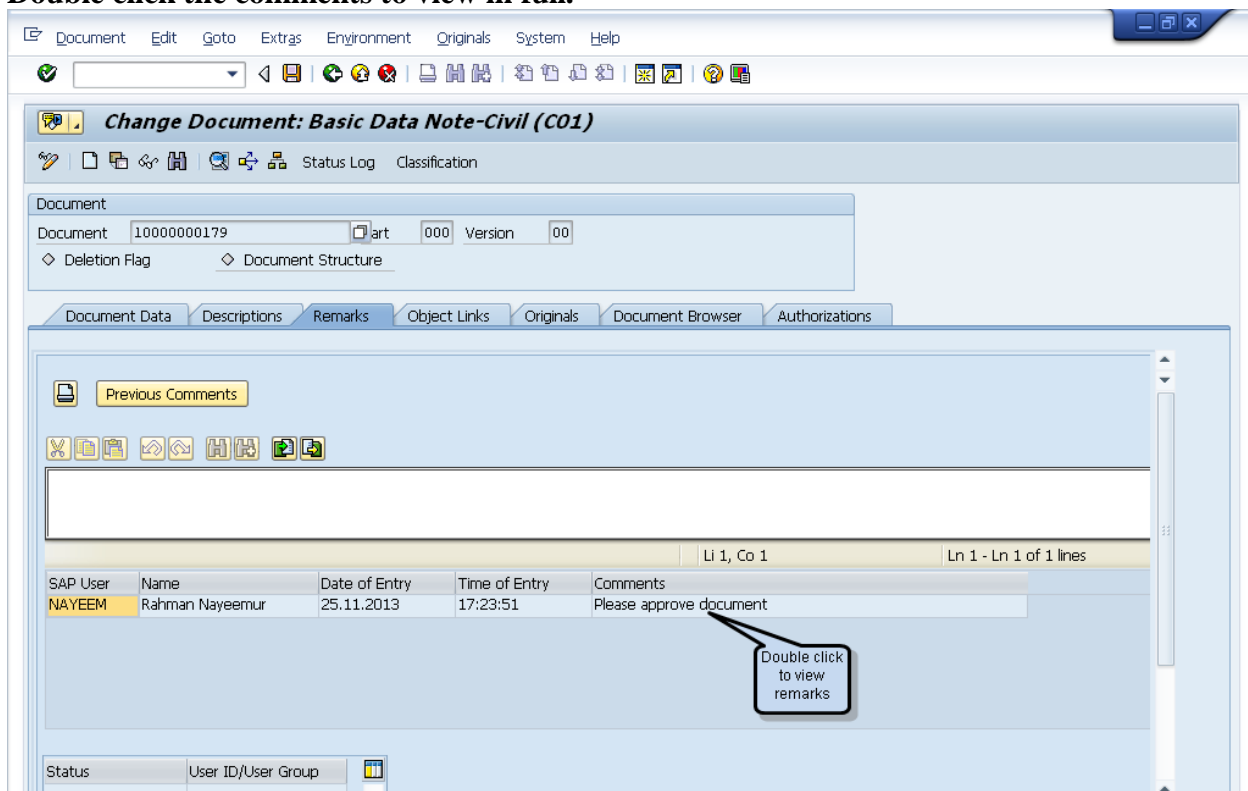 Double click the comments to view in full.
Document Edit Goto Extras Environment Originals System Help
Change Document: Basic Data Note-Civil (C01)
Status Log Classification
Document
Document 10000000179 art 000 Version 00
Deletion Flag Document Structure
Document Data Descriptions Remarks Object Links Originals Document Browser Authorizations
Previous Comments
Li 1, Co 1 Ln 1 - Ln 1 of 1 lines
SAP User Name Date of Entry Time of Entry Comments
NAYEEM Rahman Nayeemur 25.11.2013 17:23:51 Please approve document
Double click
to view
remarks
Status User ID/User Group